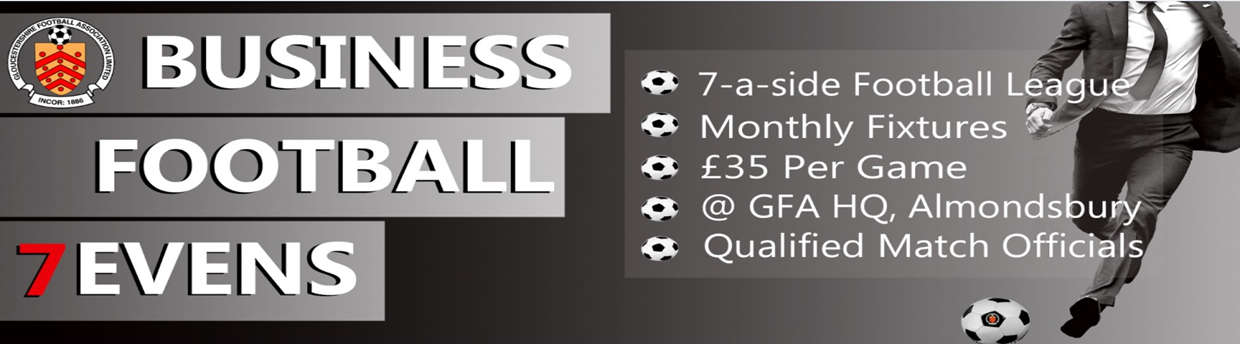 GLOUCESTERSHIRE FOOTBALL ASSOCIATION LIMITED
INCOR: 1886
BUSINESS
FOOTBALL
7EVENS
7-a-side Football League
Monthly Fixtures
£35 Per Game
@ GFA HQ, Almondsbury
Qualified Match Officials